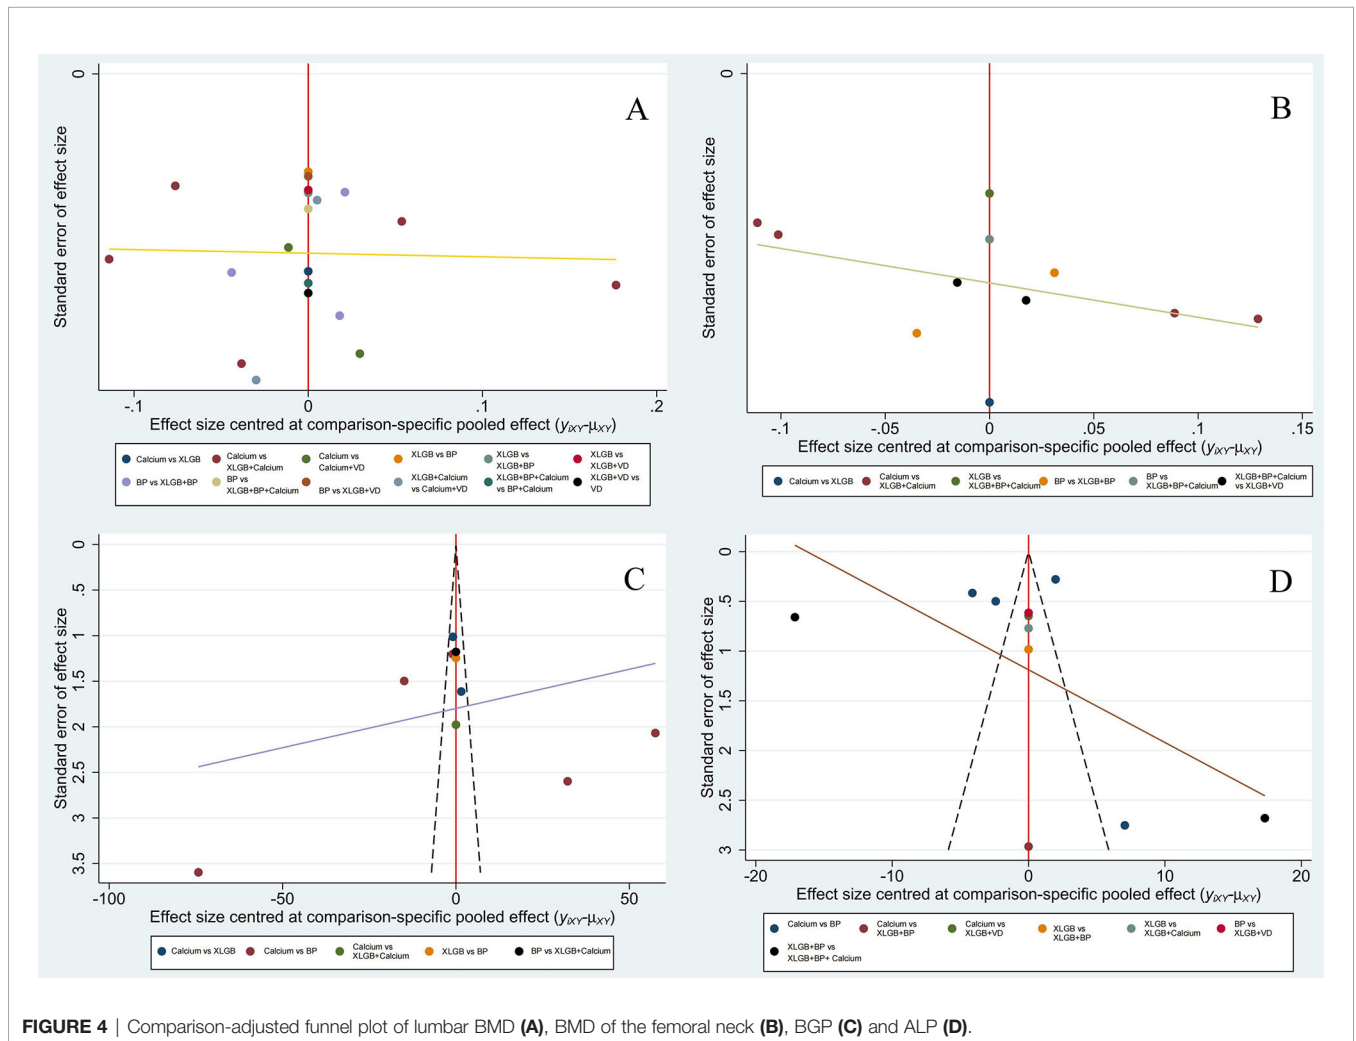 A
0
Standard error of effect size
-.1 0 .1 .2
Effect size centred at comparison-specific pooled effect (yiXY-μXY)
Calcium vs XLGB
Calcium vs
XLGB+Calcium
Calcium vs
Calcium+VD
XLGB vs BP
XLGB vs
XLGB+BP
XLGB vs
XLGB+VD
BP vs XLGB+BP
BP vs
XLGB+BP+Calcium
BP vs XLGB+VD
XLGB+Calcium
vs Calcium+VD
XLGB+BP+Calcium
vs BP+Calcium
XLGB+VD vs
VD
B
0
Standard error of effect size
-.1 -.05 0 .05 .1 .15
Effect size centred at comparison-specific pooled effect (yiXY-μXY)
Calcium vs XLGB
Calcium vs
XLGB+Calcium
XLGB vs
XLGB+BP+Calcium
BP vs XLGB+BP
BP vs
XLGB+BP+Calcium
XLGB+BP+Calcium
vs XLGB+VD
C
0
.5
1
1.5
2
2.5
3
3.5
Standard error of effect size
-100 -50 0 50
Effect size centred at comparison-specific pooled effect (yiXY-μXY)
Calcium vs XLGB
Calcium vs BP
Calcium vs
XLGB+Calcium
XLGB vs BP
BP vs XLGB+Calcium
D
0
.5
1
1.5
2
2.5
3
Standard error of effect size
-20 -10 0 10 20
Effect size centred at comparison-specific pooled effect (yiXY-μXY)
Calcium vs BP
Calcium vs
XLGB+BP
Calcium vs
XLGB+VD
XLGB vs
XLGB+BP
XLGB vs
XLGB+Calcium
BP vs
XLGB+VD
XLGB+BP vs
XLGB+BP+ Calcium
FIGURE 4 | Comparison-adjusted funnel plot of lumbar BMD (A), BMD of the femoral neck (B), BGP (C) and ALP (D).